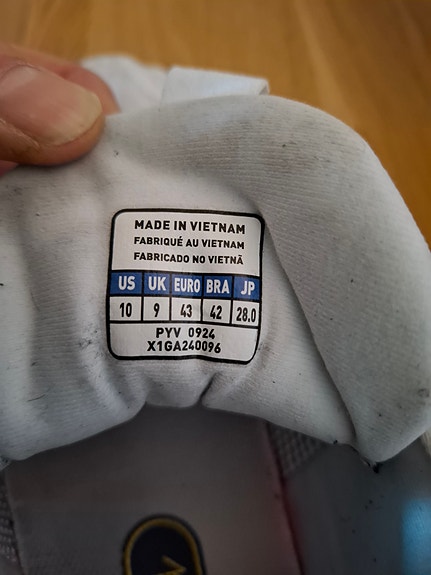 MADE IN VIETNAM
FABRIQUÉ AU VIETNAM
FABRICADO NO VIETNÃ
US UK EURO BRA JP
10 9 43 42 28.0
PYV 0924
X1GA240096